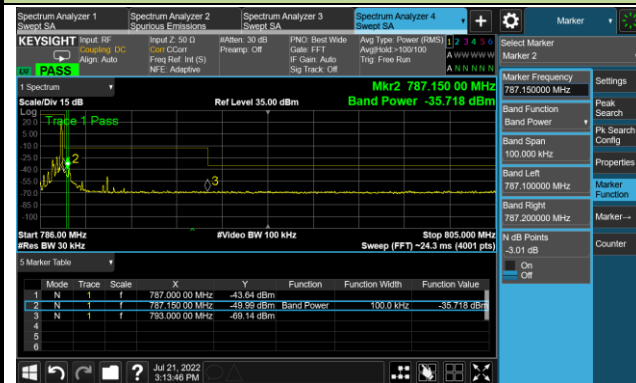 Spectrum Analyzer 1
Swept SA
Spectrum Analyzer 2
Spurious Emissions
Spectrum Analyzer 3
Swept SA
Spectrum Analyzer 4
Swept SA
Marker
KEYSIGHT
Input: RF
Coupling: DC
Align: Auto
Input Z: 50 Ω
Corr CCorr
Freq Ref: Int (S)
NFE: Adaptive
#Atten: 30 dB
Preamp: Off
PNO: Best Wide
Gate: FFT
IF Gain: Auto
Sig Track: Off
Avg Type: Power (RMS)
Avg|Hold:>100/100
Trig: Free Run
1 2 3 4 5 6
A W W W W W
A N N N N N
PASS
Select Marker
Marker 2
1 Spectrum
Mkr2 787.150 00 MHz
Scale/Div 15 dB
Ref Level 35.00 dBm
Band Power -35.718 dBm
Log
Trace 1 Pass
20.0
5.00
-10.0
-25.0
-40.0
-55.0
-70.0
-85.0
-100
2
3
Start 786.00 MHz
#Video BW 100 kHz
Stop 805.000 MHz
#Res BW 30 kHz
Sweep (FFT) ~24.3 ms (4001 pts)
5 Marker Table
Mode Trace Scale X Y Function Function Width Function Value
1 N 1 f 787.000 00 MHz -43.64 dBm
2 N 1 f 787.150 00 MHz -49.99 dBm Band Power 100.0 kHz -35.718 dBm
3 N 1 f 793.000 00 MHz -69.14 dBm
4
5
6
Marker Frequency
787.150000 MHz
Band Function
Band Power
Band Span
100.000 kHz
Band Left
787.100000 MHz
Band Right
787.200000 MHz
N dB Points
-3.01 dB
On
Off
Settings
Peak
Search
Pk Search
Config
Properties
Marker
Function
Marker→
Counter
Jul 21, 2022
3:13:46 PM